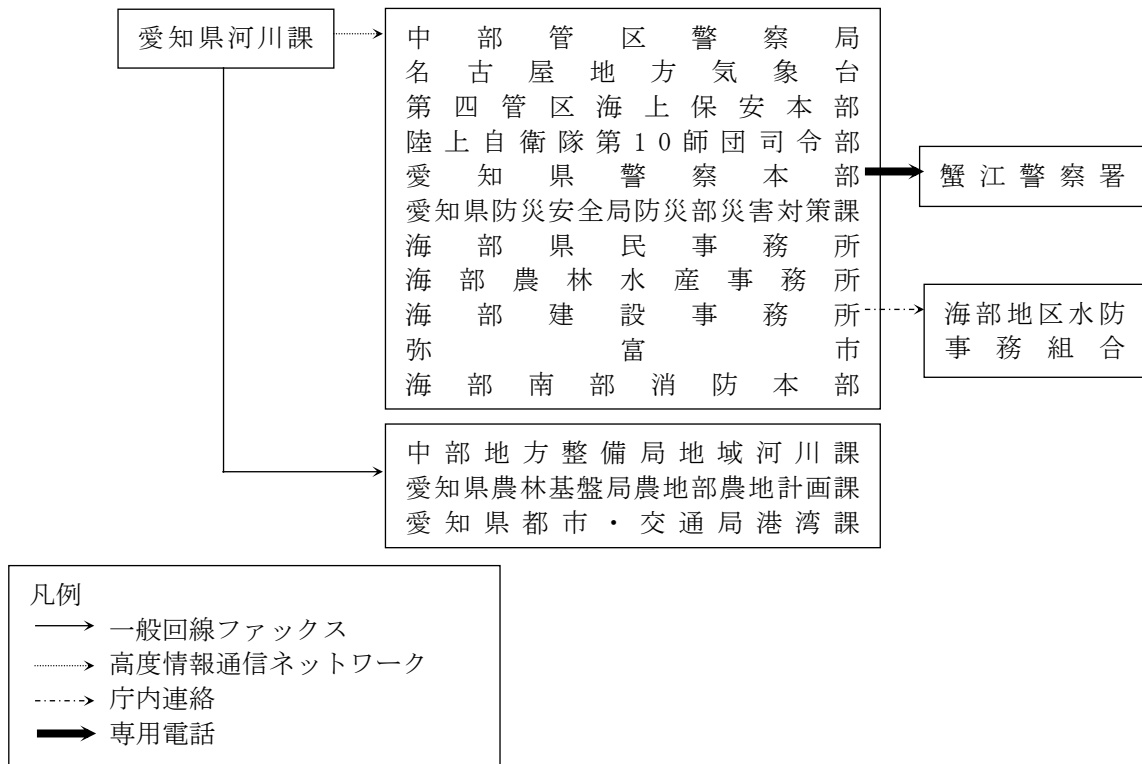 愛知県河川課
中部管区警察局
名古屋地方気象台
第四管区海上保安本部
陸上自衛隊第10師団司令部
愛知県警察本部
愛知県防災安全局防災部災害対策課
海部県民事務所
海部農林水産事務所
海部建設事務所
弥富市
海部南部消防本部
蟹江警察署
海部地区水防
事務組合
中部地方整備局地域河川課
愛知県農林基盤局農地部農地計画課
愛知県都市・交通局港湾課
凡例
一般回線ファックス
高度情報通信ネットワーク
庁内連絡
専用電話